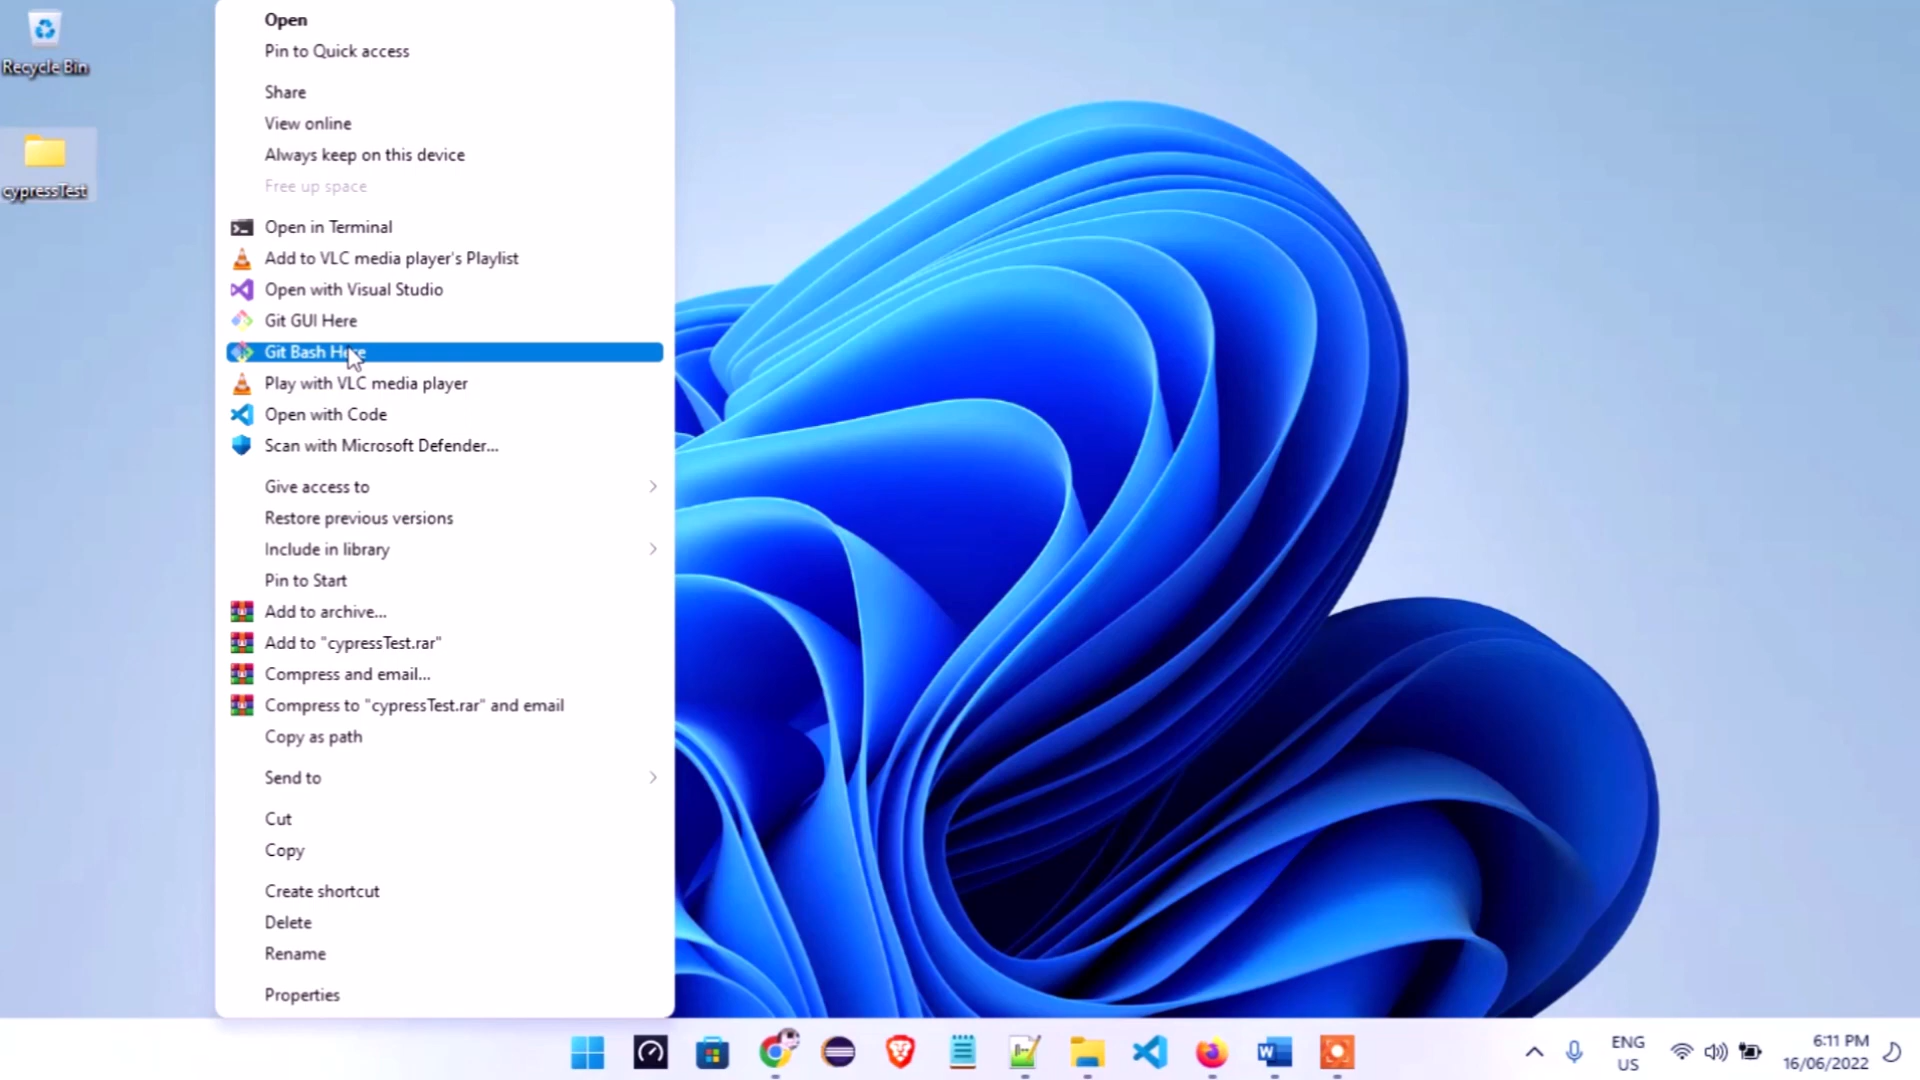 Recycle Bin
cypressTest
Open
Pin to Quick access
Share
View online
Always keep on this device
Free up space
Open in Terminal
Add to VLC media player's Playlist
Open with Visual Studio
Git GUI Here
Git Bash Here
Play with VLC media player
Open with Code
Scan with Microsoft Defender...
Give access to
Restore previous versions
Include in library
Pin to Start
Add to archive...
Add to "cypressTest.rar"
Compress and email...
Compress to "cypressTest.rar" and email
Copy as path
Send to
Cut
Copy
Create shortcut
Delete
Rename
Properties
ENG
US
6:11 PM
16/06/2022